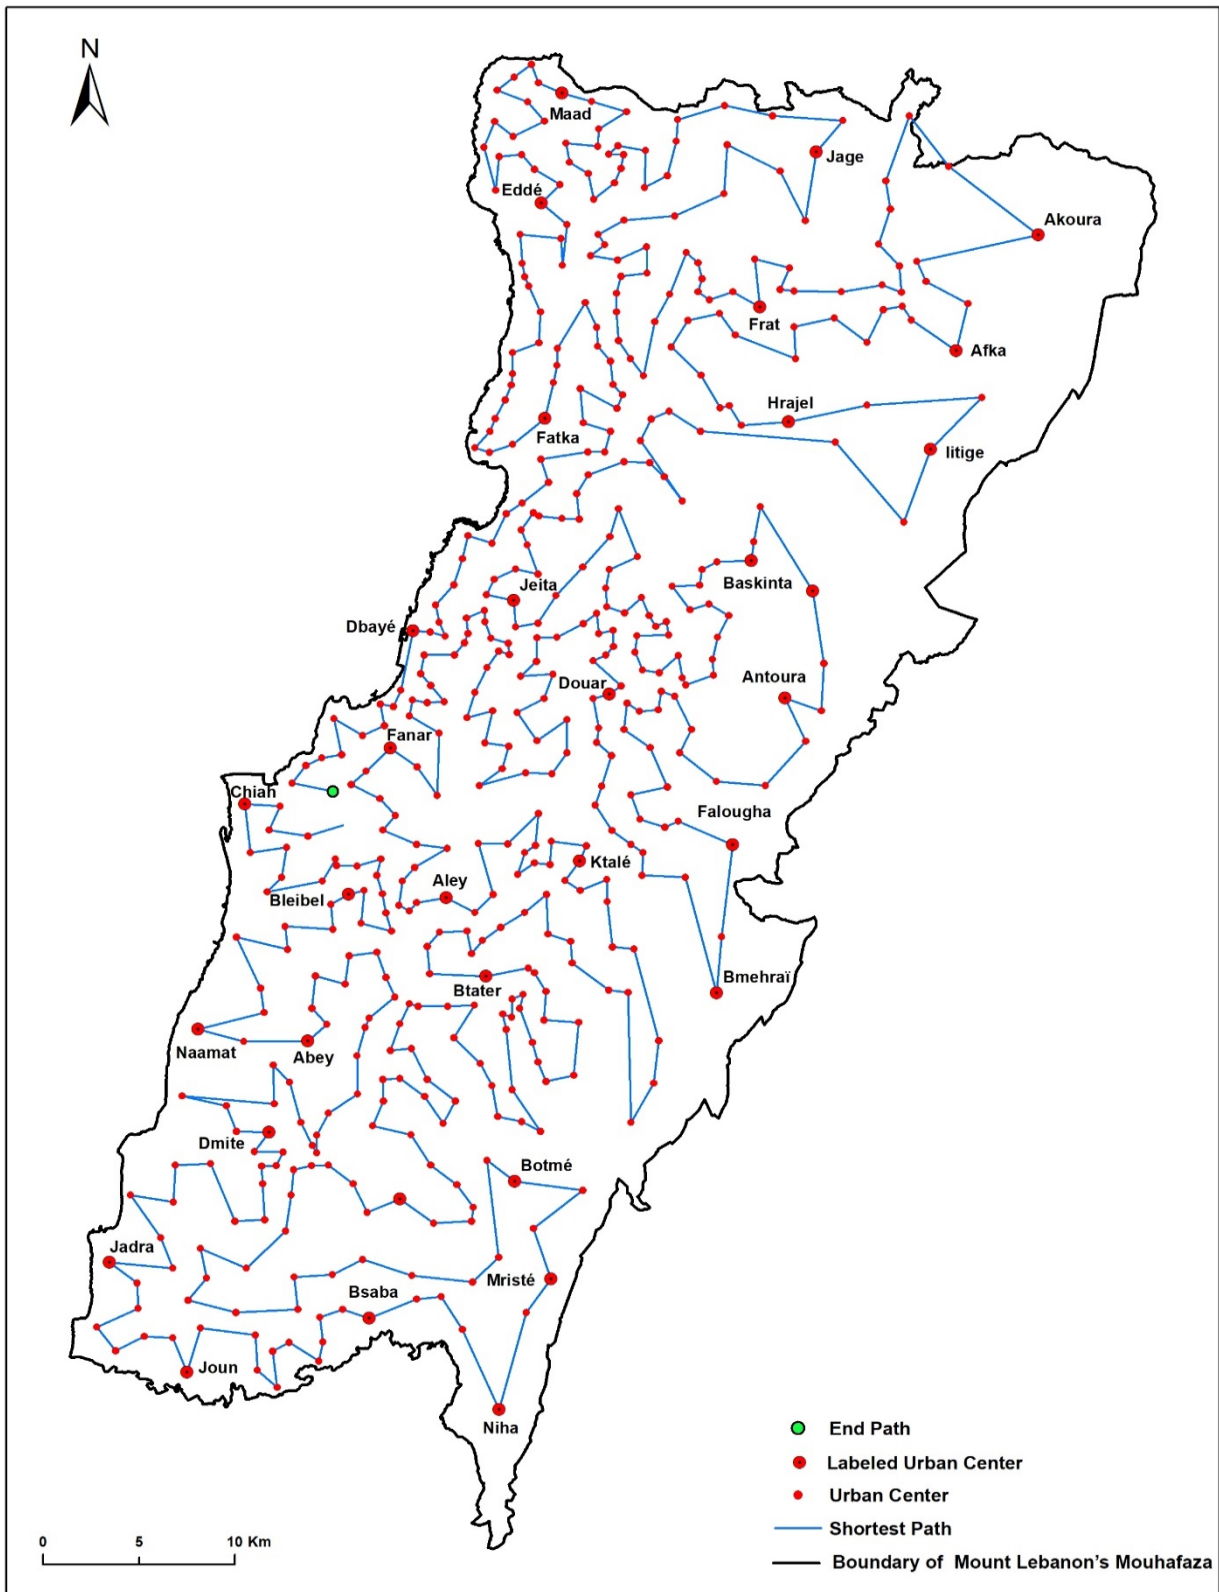 N
Maad
Jage
Eddé
Akoura
Frat
Afka
Hrajel
Fatka
Iitige
Baskinta
Jeita
Dbayé
Antoura
Douar
Fanar
Chiah
Falougha
Ktalé
Aley
Bleibel
Btater
Bmehraï
Naamat
Abey
Dmite
Botmé
Jadra
Mristé
Bsaba
Joun
Niha
End Path
Labeled Urban Center
Urban Center
Shortest Path
Boundary of Mount Lebanon's Mouhafaza
0 5 10 Km